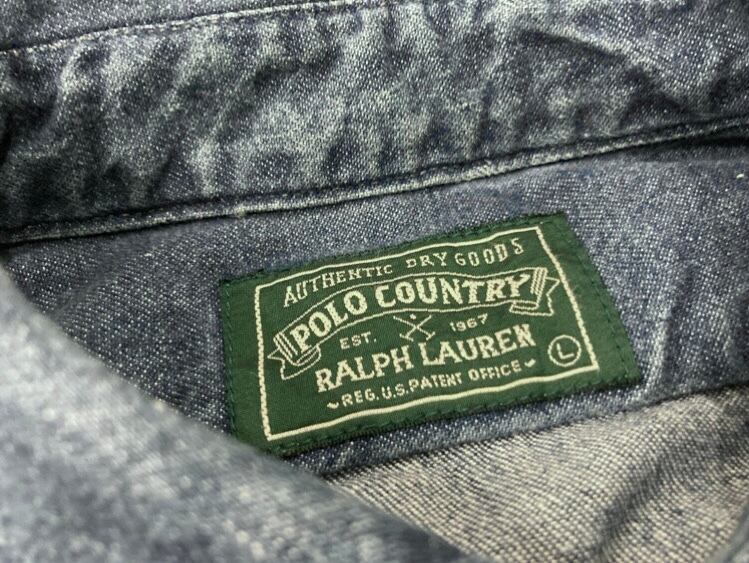 AUTHENTIC DRY GOODS
POLO COUNTRY
EST. 1967
RALPH LAUREN
REG. U.S. PATENT OFFICE
L